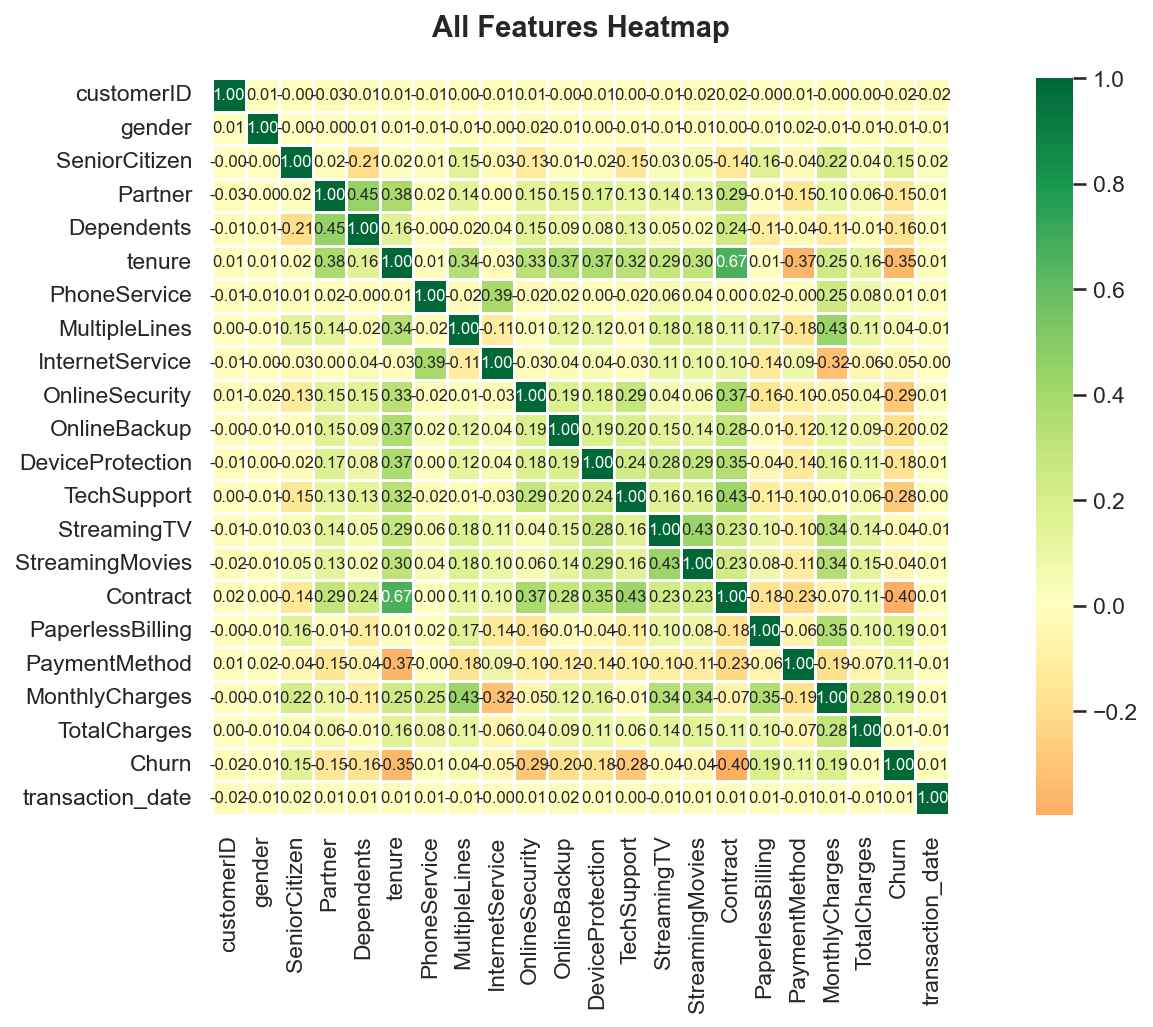 All Features Heatmap
customerID 1.00 0.01 -0.00 -0.03 -0.01 0.01 -0.01 0.00 -0.01 0.01 -0.00 -0.01 0.00 -0.01 -0.02 0.02 -0.00 0.01 -0.00 0.00 -0.02 -0.02
gender 0.01 1.00 -0.00 -0.00 0.01 0.01 -0.01 -0.01 -0.00 -0.02 -0.01 0.00 -0.01 -0.01 -0.01 0.00 -0.01 0.02 -0.01 -0.01 -0.01 -0.01
SeniorCitizen -0.00 -0.00 1.00 0.02 -0.21 0.02 0.01 0.15 -0.03 -0.13 -0.01 -0.02 -0.15 0.03 0.05 -0.14 0.16 -0.04 0.22 0.04 0.15 0.02
Partner -0.03 -0.00 0.02 1.00 0.45 0.38 0.02 0.14 0.00 0.15 0.15 0.17 0.13 0.14 0.13 0.29 -0.01 -0.15 0.10 0.06 -0.15 0.01
Dependents -0.01 0.01 -0.21 0.45 1.00 0.16 -0.00 -0.02 0.04 0.15 0.09 0.08 0.13 0.05 0.02 0.24 -0.11 -0.04 -0.11 -0.01 -0.16 0.01
tenure 0.01 0.01 0.02 0.38 0.16 1.00 0.01 0.34 -0.03 0.33 0.37 0.37 0.32 0.29 0.30 0.67 0.01 -0.37 0.25 0.16 -0.35 0.01
PhoneService -0.01 -0.01 0.01 0.02 -0.00 0.01 1.00 -0.02 0.39 -0.02 0.02 0.00 -0.02 0.06 0.04 0.00 0.02 -0.00 0.25 0.08 0.01 0.01
MultipleLines 0.00 -0.01 0.15 0.14 -0.02 0.34 -0.02 1.00 -0.11 0.01 0.12 0.12 0.01 0.18 0.18 0.11 0.17 -0.18 0.43 0.11 0.04 -0.01
InternetService -0.01 -0.00 -0.03 0.00 0.04 -0.03 0.39 -0.11 1.00 -0.03 0.04 0.04 -0.03 0.11 0.10 0.10 -0.14 0.09 -0.32 -0.06 -0.05 -0.00
OnlineSecurity 0.01 -0.02 -0.13 0.15 0.15 0.33 -0.02 0.01 -0.03 1.00 0.19 0.18 0.29 0.04 0.06 0.37 -0.16 -0.10 -0.05 0.04 -0.29 0.01
OnlineBackup -0.00 -0.01 -0.01 0.15 0.09 0.37 0.02 0.12 0.04 0.19 1.00 0.19 0.20 0.15 0.14 0.28 -0.01 -0.12 0.12 0.09 -0.20 0.02
DeviceProtection -0.01 0.00 -0.02 0.17 0.08 0.37 0.00 0.12 0.04 0.18 0.19 1.00 0.24 0.28 0.29 0.35 -0.04 -0.14 0.16 0.11 -0.18 0.01
TechSupport 0.00 -0.01 -0.15 0.13 0.13 0.32 -0.02 0.01 -0.03 0.29 0.20 0.24 1.00 0.16 0.16 0.43 -0.11 -0.10 -0.01 0.06 -0.28 0.00
StreamingTV -0.01 -0.01 0.03 0.14 0.05 0.29 0.06 0.18 0.11 0.04 0.15 0.28 0.16 1.00 0.43 0.23 0.10 -0.10 0.34 0.14 -0.04 -0.01
StreamingMovies -0.02 -0.01 0.05 0.13 0.02 0.30 0.04 0.18 0.10 0.06 0.14 0.29 0.16 0.43 1.00 0.23 0.08 -0.11 0.34 0.15 -0.04 0.01
Contract 0.02 0.00 -0.14 0.29 0.24 0.67 0.00 0.11 0.10 0.37 0.28 0.35 0.43 0.23 0.23 1.00 -0.18 -0.23 -0.07 0.11 -0.40 0.01
PaperlessBilling -0.00 -0.01 0.16 -0.01 -0.11 0.01 0.02 0.17 -0.14 -0.16 -0.01 -0.04 -0.11 0.10 0.08 -0.18 1.00 -0.06 0.35 0.10 0.19 0.01
PaymentMethod 0.01 0.02 -0.04 -0.15 -0.04 -0.37 -0.00 -0.18 0.09 -0.10 -0.12 -0.14 -0.10 -0.10 -0.11 -0.23 -0.06 1.00 -0.19 -0.07 0.11 -0.01
MonthlyCharges -0.00 -0.01 0.22 0.10 -0.11 0.25 0.25 0.43 -0.32 -0.05 0.12 0.16 -0.01 0.34 0.34 -0.07 0.35 -0.19 1.00 0.28 0.19 0.01
TotalCharges 0.00 -0.01 0.04 0.06 -0.01 0.16 0.08 0.11 -0.06 0.04 0.09 0.11 0.06 0.14 0.15 0.11 0.10 -0.07 0.28 1.00 0.01 -0.01
Churn -0.02 -0.01 0.15 -0.15 -0.16 -0.35 0.01 0.04 -0.05 -0.29 -0.20 -0.18 -0.28 -0.04 -0.04 -0.40 0.19 0.11 0.19 0.01 1.00 0.01
transaction_date -0.02 -0.01 0.02 0.01 0.01 0.01 0.01 -0.01 -0.00 0.01 0.02 0.01 0.00 -0.01 0.01 0.01 0.01 -0.01 0.01 -0.01 0.01 1.00
customerID
gender
SeniorCitizen
Partner
Dependents
tenure
PhoneService
MultipleLines
InternetService
OnlineSecurity
OnlineBackup
DeviceProtection
TechSupport
StreamingTV
StreamingMovies
Contract
PaperlessBilling
PaymentMethod
MonthlyCharges
TotalCharges
Churn
transaction_date
1.0
0.8
0.6
0.4
0.2
0.0
−0.2